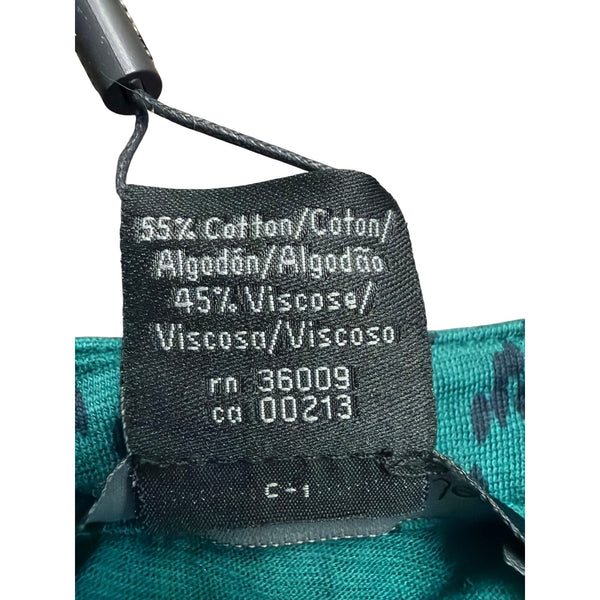 55% Cotton/Coton/
Algodón/Algodão
45% Viscose/
Viscosa/Viscoso
rn 36009
ca 00213
C-1